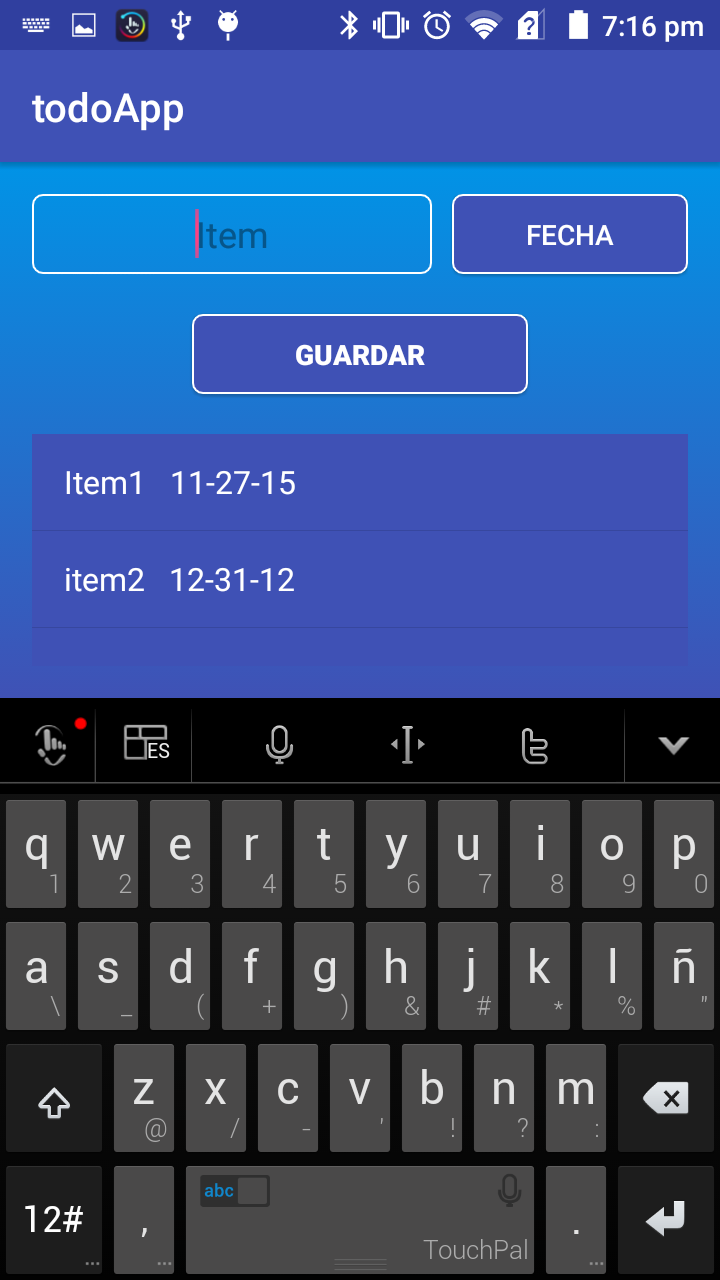 7:16 pm
todoApp
Item FECHA
GUARDAR
Item1 11-27-15
item2 12-31-12
ES
q w e r t y u i o p
1 2 3 4 5 6 7 8 9 0
a s d f g h j k l ñ
\ _ ( + ) & # * % "
z x c v b n m
@ / - ' ! ? :
abc
12# , .
... ... ...
TouchPal